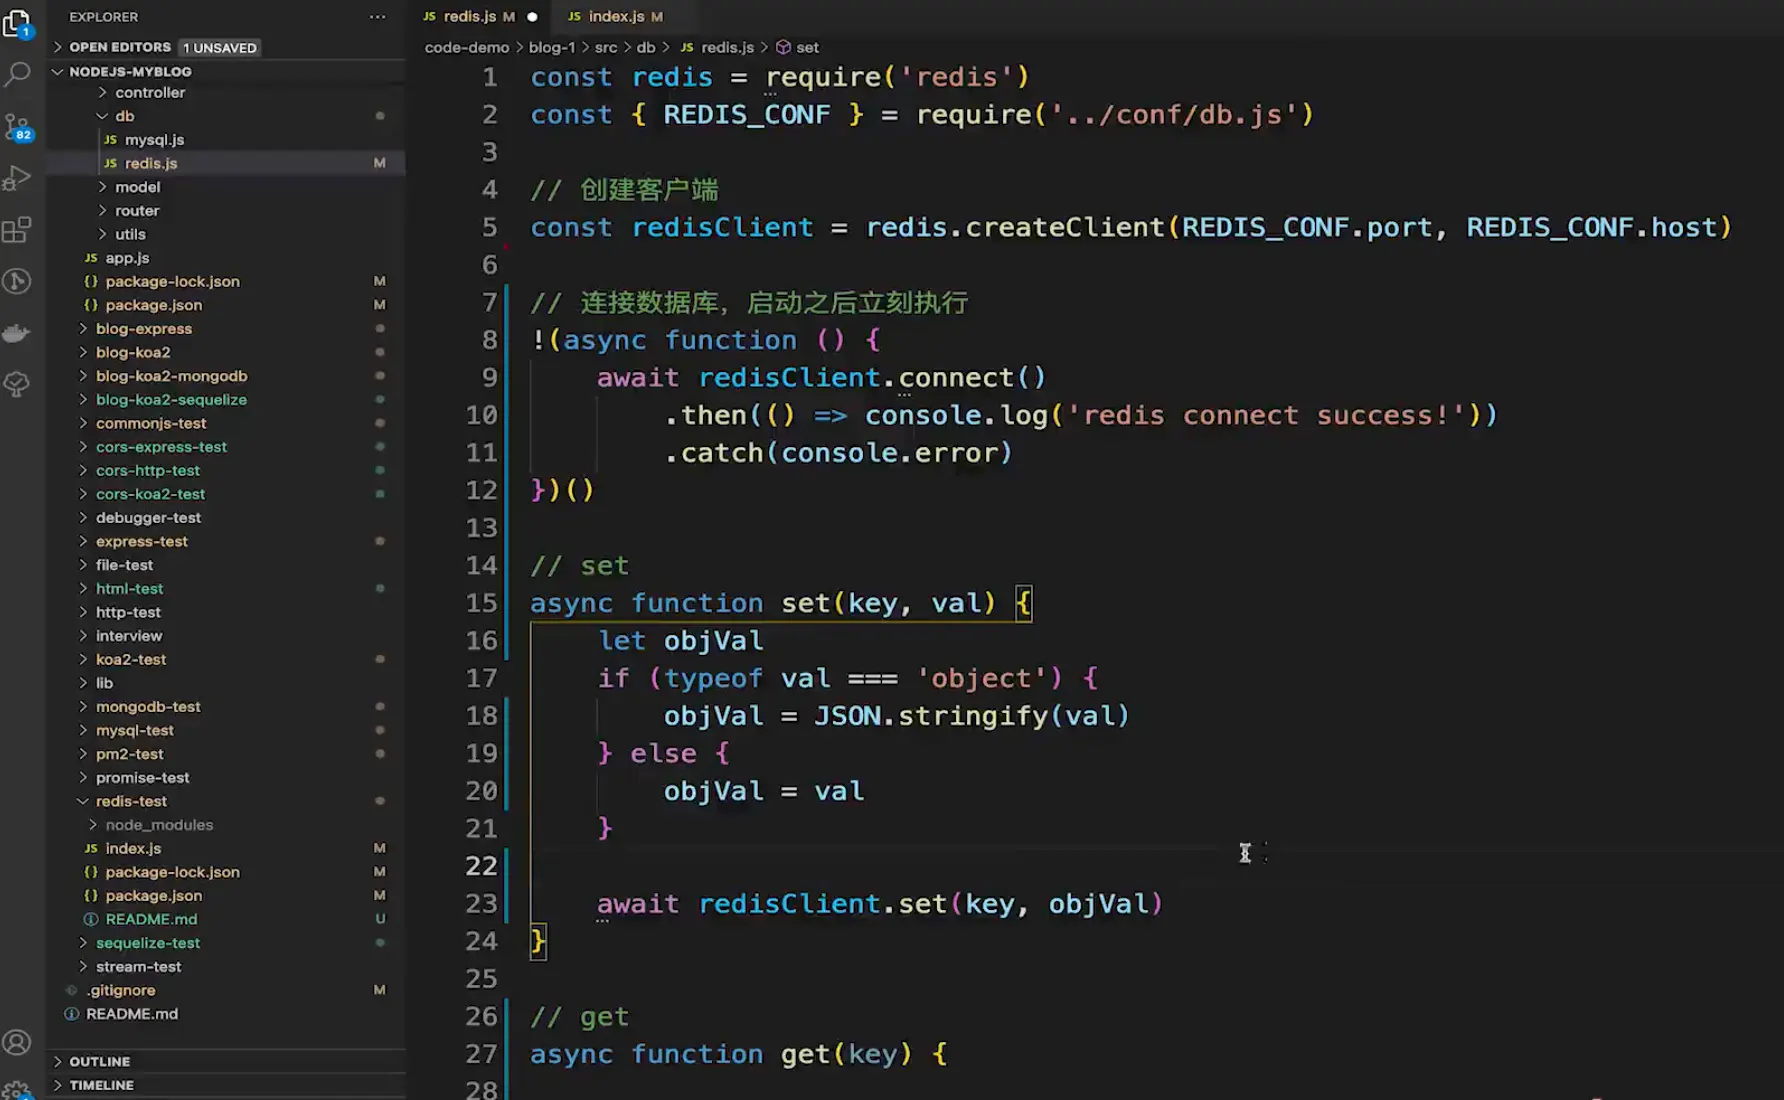 EXPLORER
OPEN EDITORS 1 UNSAVED
NODEJS-MYBLOG
controller
db
JS mysql.js
JS redis.js M
model
router
utils
JS app.js
{} package-lock.json M
{} package.json M
blog-express
blog-koa2
blog-koa2-mongodb
blog-koa2-sequelize
commonjs-test
cors-express-test
cors-http-test
cors-koa2-test
debugger-test
express-test
file-test
html-test
http-test
interview
koa2-test
lib
mongodb-test
mysql-test
pm2-test
promise-test
redis-test
node_modules
JS index.js M
{} package-lock.json M
{} package.json M
README.md U
sequelize-test
stream-test
.gitignore M
README.md
OUTLINE
TIMELINE
1
82
JS redis.js M
JS index.js M
code-demo > blog-1 > src > db > JS redis.js > set
1 const redis = require('redis')
2 const { REDIS_CONF } = require('../conf/db.js')
3
4 // 创建客户端
5 const redisClient = redis.createClient(REDIS_CONF.port, REDIS_CONF.host)
6
7 // 连接数据库，启动之后立刻执行
8 !(async function () {
9 await redisClient.connect()
10 .then(() => console.log('redis connect success!'))
11 .catch(console.error)
12 })()
13
14 // set
15 async function set(key, val) {
16 let objVal
17 if (typeof val === 'object') {
18 objVal = JSON.stringify(val)
19 } else {
20 objVal = val
21 }
22
23 await redisClient.set(key, objVal)
24 }
25
26 // get
27 async function get(key) {
28